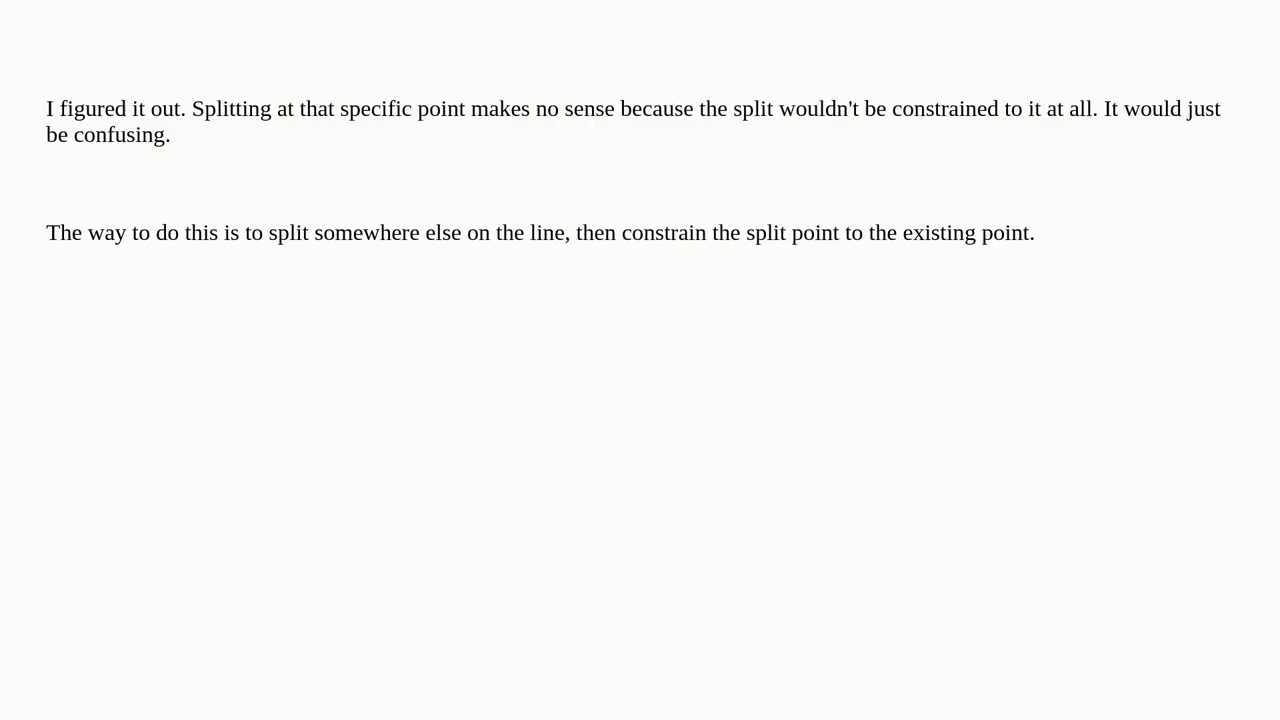 I figured it out. Splitting at that specific point makes no sense because the split wouldn't be constrained to it at all. It would just
be confusing.
The way to do this is to split somewhere else on the line, then constrain the split point to the existing point.